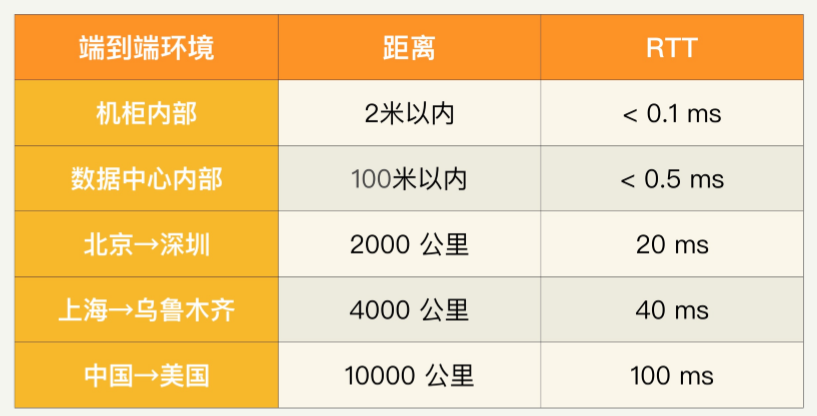 端到端环境 距离 RTT
机柜内部 2米以内 < 0.1 ms
数据中心内部 100米以内 < 0.5 ms
北京→深圳 2000 公里 20 ms
上海→乌鲁木齐 4000 公里 40 ms
中国→美国 10000 公里 100 ms